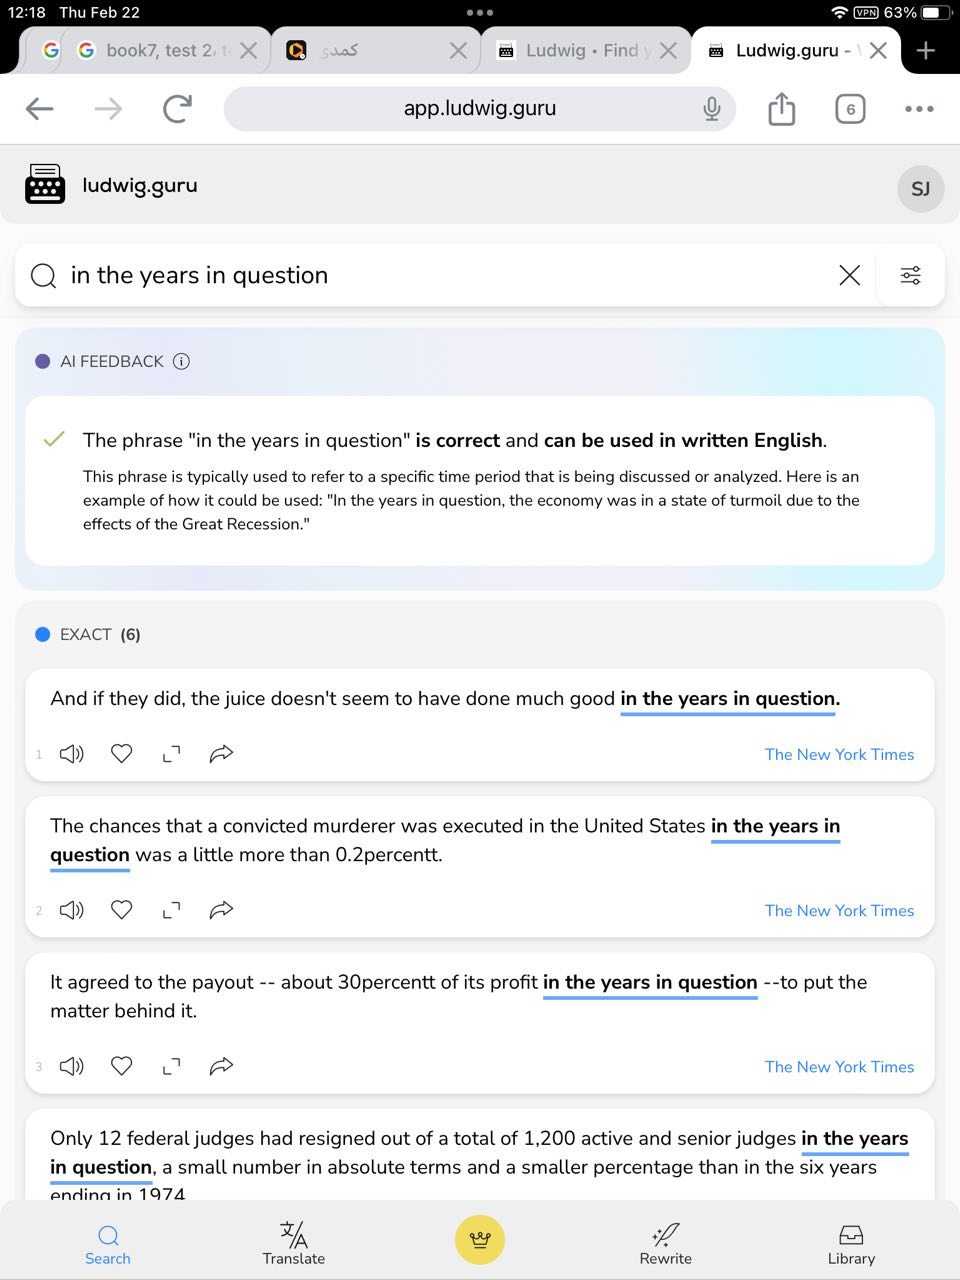 12:18 Thu Feb 22
VPN 63%
book7, test 2
كمدی
Ludwig • Find y
Ludwig.guru -
app.ludwig.guru
6
ludwig.guru
SJ
in the years in question
AI FEEDBACK
The phrase "in the years in question" is correct and can be used in written English.
This phrase is typically used to refer to a specific time period that is being discussed or analyzed. Here is an
example of how it could be used: "In the years in question, the economy was in a state of turmoil due to the
effects of the Great Recession."
EXACT (6)
And if they did, the juice doesn't seem to have done much good in the years in question.
1
The New York Times
The chances that a convicted murderer was executed in the United States in the years in
question was a little more than 0.2percentt.
2
The New York Times
It agreed to the payout -- about 30percentt of its profit in the years in question --to put the
matter behind it.
3
The New York Times
Only 12 federal judges had resigned out of a total of 1,200 active and senior judges in the years
in question, a small number in absolute terms and a smaller percentage than in the six years
ending in 1974
Search
Translate
Rewrite
Library